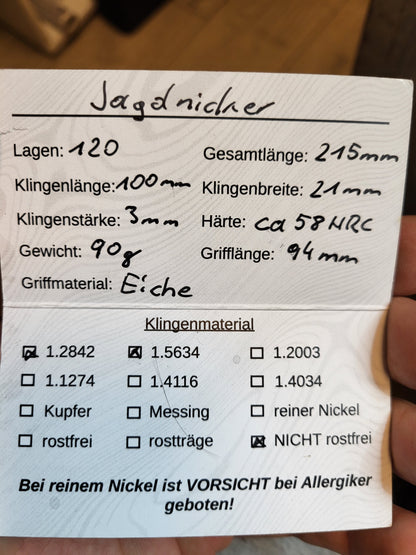 Jagdnicker
Lagen: 120 Gesamtlänge: 215mm
Klingenlänge: 100mm Klingenbreite: 21mm
Klingenstärke: 3mm Härte: ca 58 HRC
Gewicht: 90g Grifflänge: 94mm
Griffmaterial: Eiche
Klingenmaterial
☒ 1.2842 ☒ 1.5634 ☐ 1.2003
☐ 1.1274 ☐ 1.4116 ☐ 1.4034
☐ Kupfer ☐ Messing ☐ reiner Nickel
☐ rostfrei ☐ rostträge ☒ NICHT rostfrei
Bei reinem Nickel ist VORSICHT bei Allergiker
geboten!